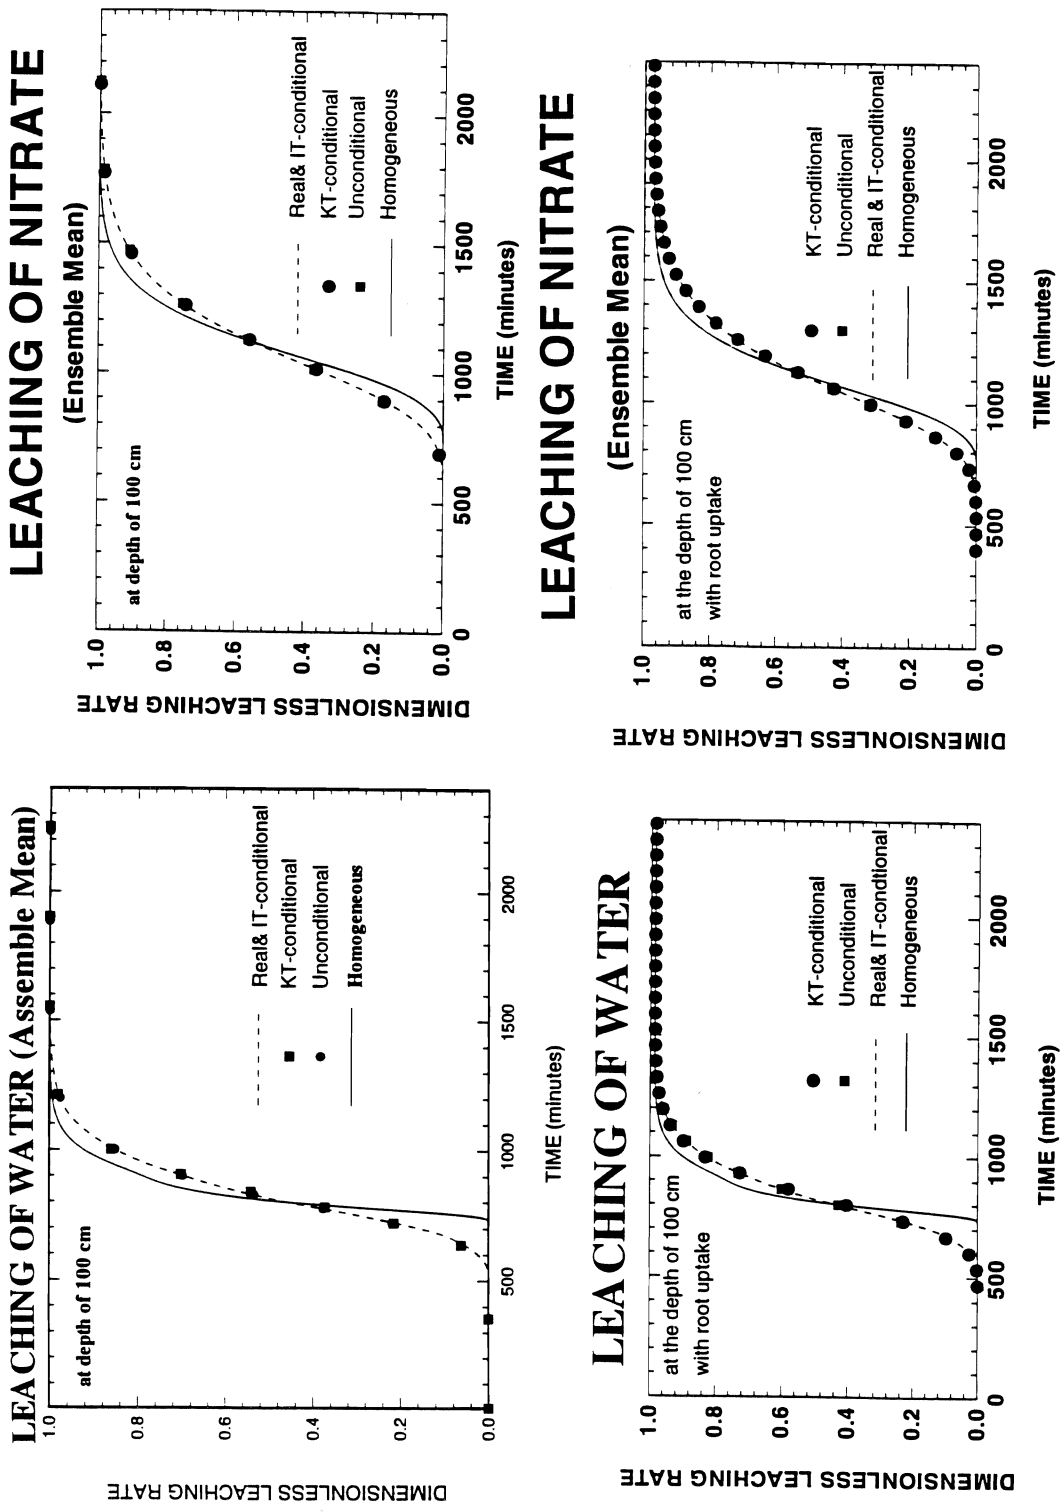 LEACHING OF WATER (Assemble Mean)
at depth of 100 cm
Real& IT-conditional
KT-conditional
Unconditional
Homogeneous
DIMENSIONLESS LEACHING RATE
1.0
0.8
0.6
0.4
0.2
0.0
0
500
1000
1500
2000
TIME (minutes)
LEACHING OF NITRATE
(Ensemble Mean)
at depth of 100 cm
Real& IT-conditional
KT-conditional
Unconditional
Homogeneous
DIMENSIONLESS LEACHING RATE
1.0
0.8
0.6
0.4
0.2
0.0
0
500
1000
1500
2000
TIME (minutes)
LEACHING OF WATER
at the depth of 100 cm
with root uptake
KT-conditional
Unconditional
Real& IT-condtional
Homogeneous
DIMENSIONLESS LEACHING RATE
1.0
0.8
0.6
0.4
0.2
0.0
0
500
1000
1500
2000
TIME (minutes)
LEACHING OF NITRATE
(Ensemble Mean)
at the depth of 100 cm
with root uptake
KT-conditional
Unconditional
Real & IT-conditional
Homogeneous
DIMENSIONLESS LEACHING RATE
1.0
0.8
0.6
0.4
0.2
0.0
0
500
1000
1500
2000
TIME (minutes)